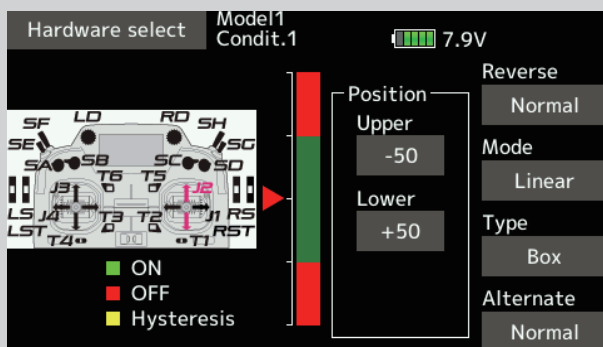 Hardware select
Model1
Condit.1
7.9V
SF
LD
RD
SH
SE
SG
SA
SB
SC
SD
T6
T5
J3
J2
LS
J4
T3
T2
J1
RS
LST
T4
T1
RST
ON
OFF
Hysteresis
Position
Upper
-50
Lower
+50
Reverse
Normal
Mode
Linear
Type
Box
Alternate
Normal